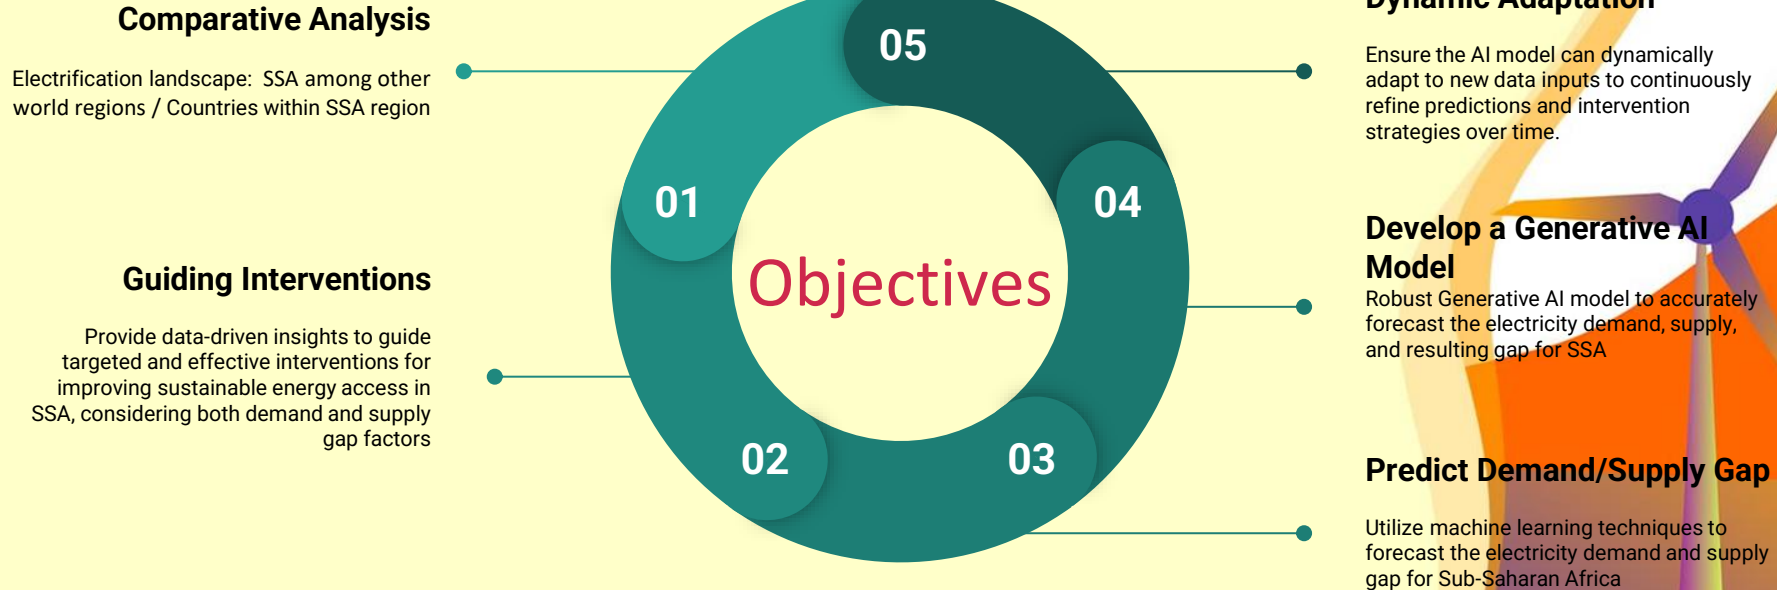 Comparative Analysis
Electrification landscape: SSA among other
world regions / Countries within SSA region
Guiding Interventions
Provide data-driven insights to guide
targeted and effective interventions for
improving sustainable energy access in
SSA, considering both demand and supply
gap factors
05
01
04
Objectives
02
03
Dynamic Adaptation
Ensure the AI model can dynamically
adapt to new data inputs to continuously
refine predictions and intervention
strategies over time.
Develop a Generative AI
Model
Robust Generative AI model to accurately
forecast the electricity demand, supply,
and resulting gap for SSA
Predict Demand/Supply Gap
Utilize machine learning techniques to
forecast the electricity demand and supply
gap for Sub-Saharan Africa